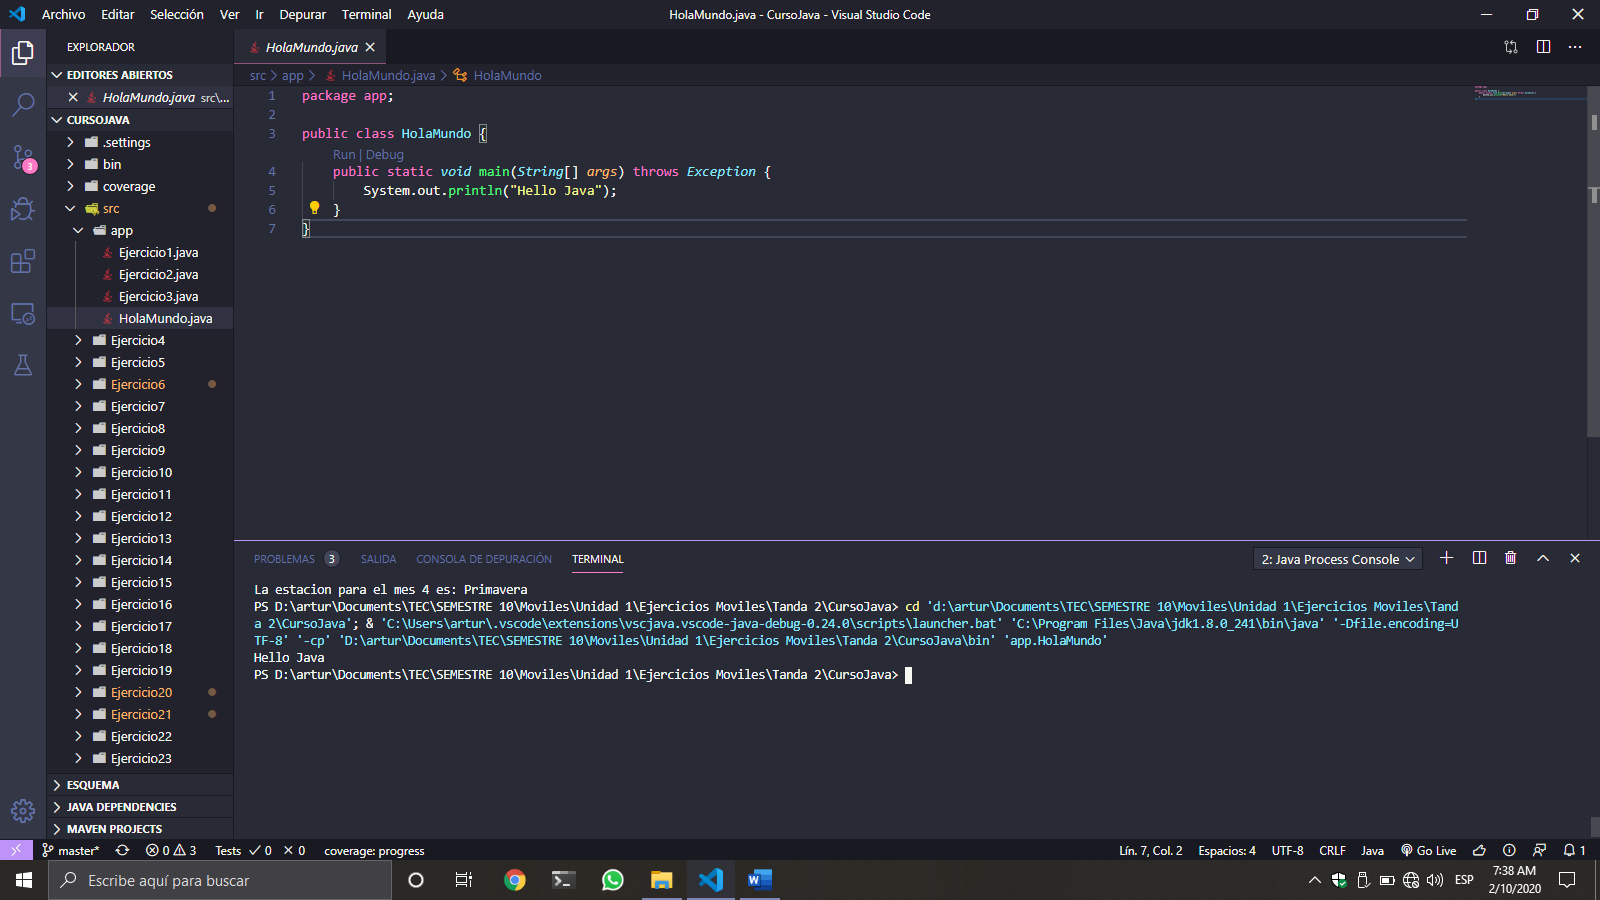 Archivo Editar Selección Ver Ir Depurar Terminal Ayuda
HolaMundo.java - CursoJava - Visual Studio Code
EXPLORADOR
EDITORES ABIERTOS
HolaMundo.java src\...
CURSOJAVA
.settings
bin
coverage
src
app
Ejercicio1.java
Ejercicio2.java
Ejercicio3.java
HolaMundo.java
Ejercicio4
Ejercicio5
Ejercicio6
Ejercicio7
Ejercicio8
Ejercicio9
Ejercicio10
Ejercicio11
Ejercicio12
Ejercicio13
Ejercicio14
Ejercicio15
Ejercicio16
Ejercicio17
Ejercicio18
Ejercicio19
Ejercicio20
Ejercicio21
Ejercicio22
Ejercicio23
ESQUEMA
JAVA DEPENDENCIES
MAVEN PROJECTS
3
HolaMundo.java
src > app > HolaMundo.java > HolaMundo
1 package app;
2
3 public class HolaMundo {
Run | Debug
4 public static void main(String[] args) throws Exception {
5 System.out.println("Hello Java");
6 }
7 }
PROBLEMAS 3 SALIDA CONSOLA DE DEPURACIÓN TERMINAL
2: Java Process Console
La estacion para el mes 4 es: Primavera
PS D:\artur\Documents\TEC\SEMESTRE 10\Moviles\Unidad 1\Ejercicios Moviles\Tanda 2\CursoJava> cd 'd:\artur\Documents\TEC\SEMESTRE 10\Moviles\Unidad 1\Ejercicios Moviles\Tand
a 2\CursoJava'; & 'C:\Users\artur\.vscode\extensions\vscjava.vscode-java-debug-0.24.0\scripts\launcher.bat' 'C:\Program Files\Java\jdk1.8.0_241\bin\java' '-Dfile.encoding=U
TF-8' '-cp' 'D:\artur\Documents\TEC\SEMESTRE 10\Moviles\Unidad 1\Ejercicios Moviles\Tanda 2\CursoJava\bin' 'app.HolaMundo'
Hello Java
PS D:\artur\Documents\TEC\SEMESTRE 10\Moviles\Unidad 1\Ejercicios Moviles\Tanda 2\CursoJava>
master* 0 3 Tests 0 0 coverage: progress
Lín. 7, Col. 2 Espacios: 4 UTF-8 CRLF Java Go Live 1
Escribe aquí para buscar
ESP
7:38 AM
2/10/2020